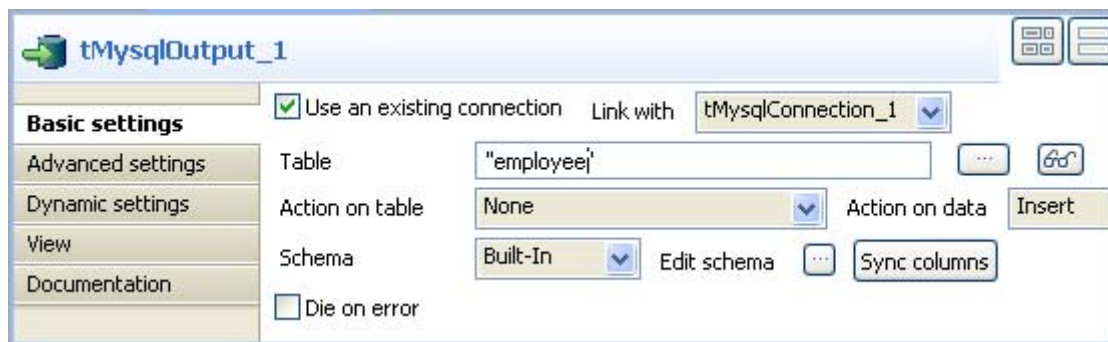 tMysqlOutput_1
Basic settings
Advanced settings
Dynamic settings
View
Documentation
Use an existing connection Link with tMysqlConnection_1
Table "employee" ...
Action on table None Action on data Insert
Schema Built-In Edit schema ... Sync columns
Die on error